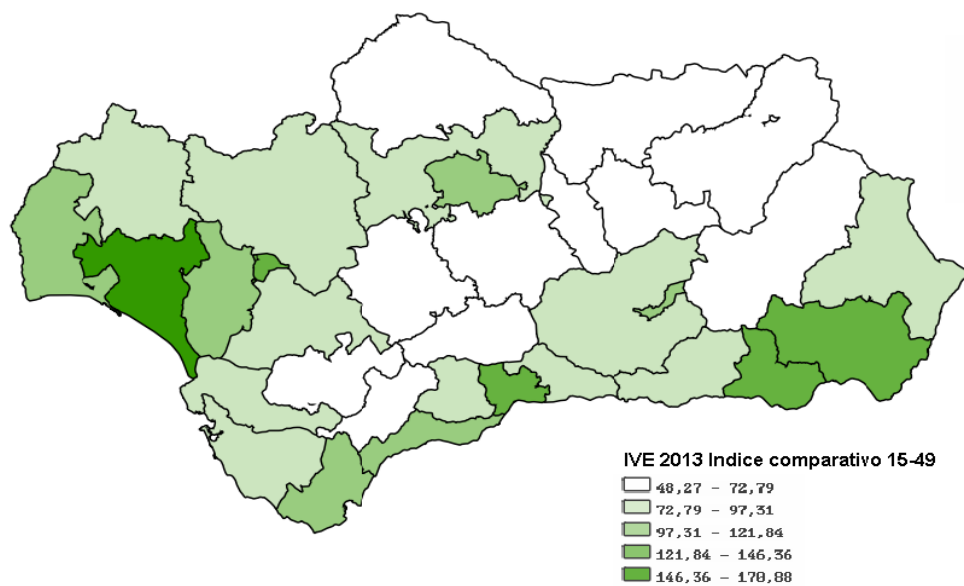 IVE 2013 Indice comparativo 15-49
48,27 - 72,79
72,79 - 97,31
97,31 - 121,84
121,84 - 146,36
146,36 - 170,88